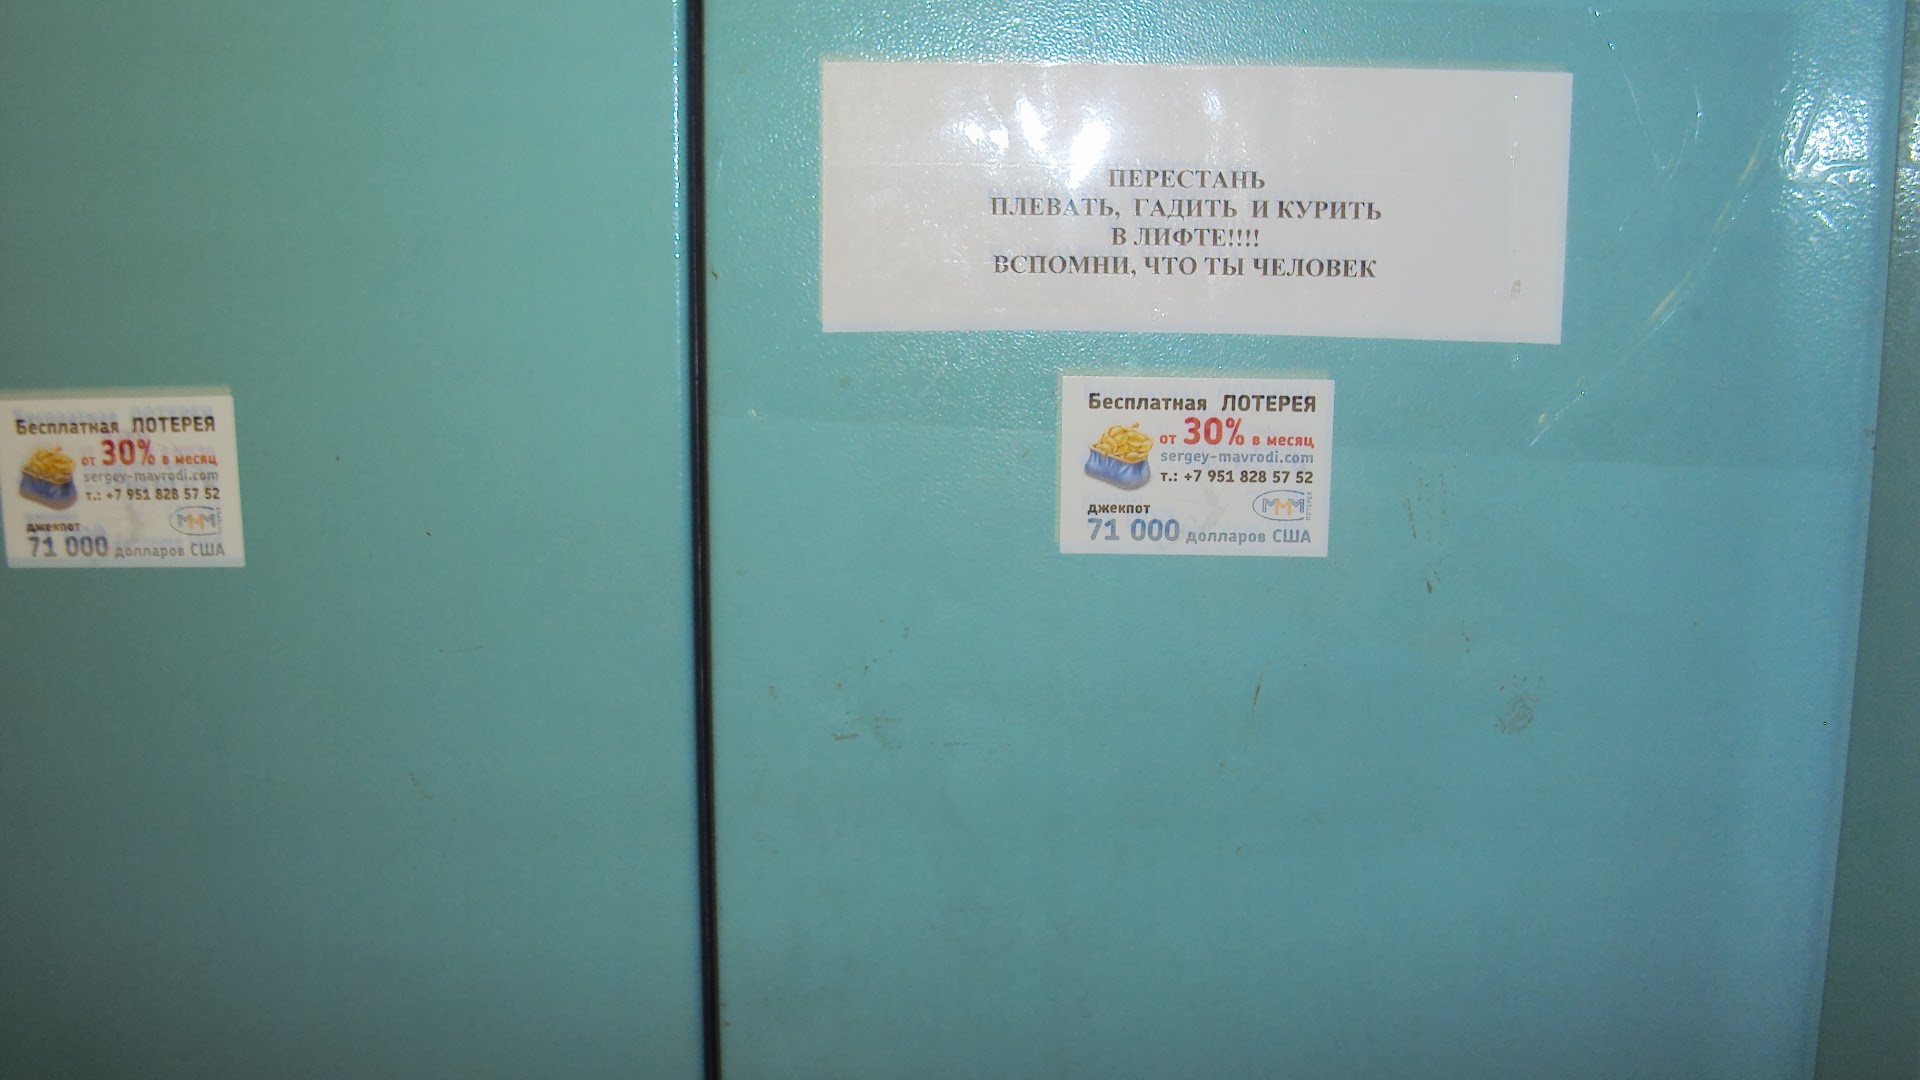 ПЕРЕСТАНЬ
ПЛЕВАТЬ, ГАДИТЬ И КУРИТЬ
В ЛИФТЕ!!!!
ВСПОМНИ, ЧТО ТЫ ЧЕЛОВЕК
Бесплатная ЛОТЕРЕЯ
от 30% в месяц
sergey-mavrodi.com
т.: +7 951 828 57 52
МММ
ЛОТЕРЕЯ
джекпот
71 000 долларов США
Бесплатная ЛОТЕРЕЯ
от 30% в месяц
sergey-mavrodi.com
т.: +7 951 828 57 52
МММ
ЛОТЕРЕЯ
джекпот
71 000 долларов США